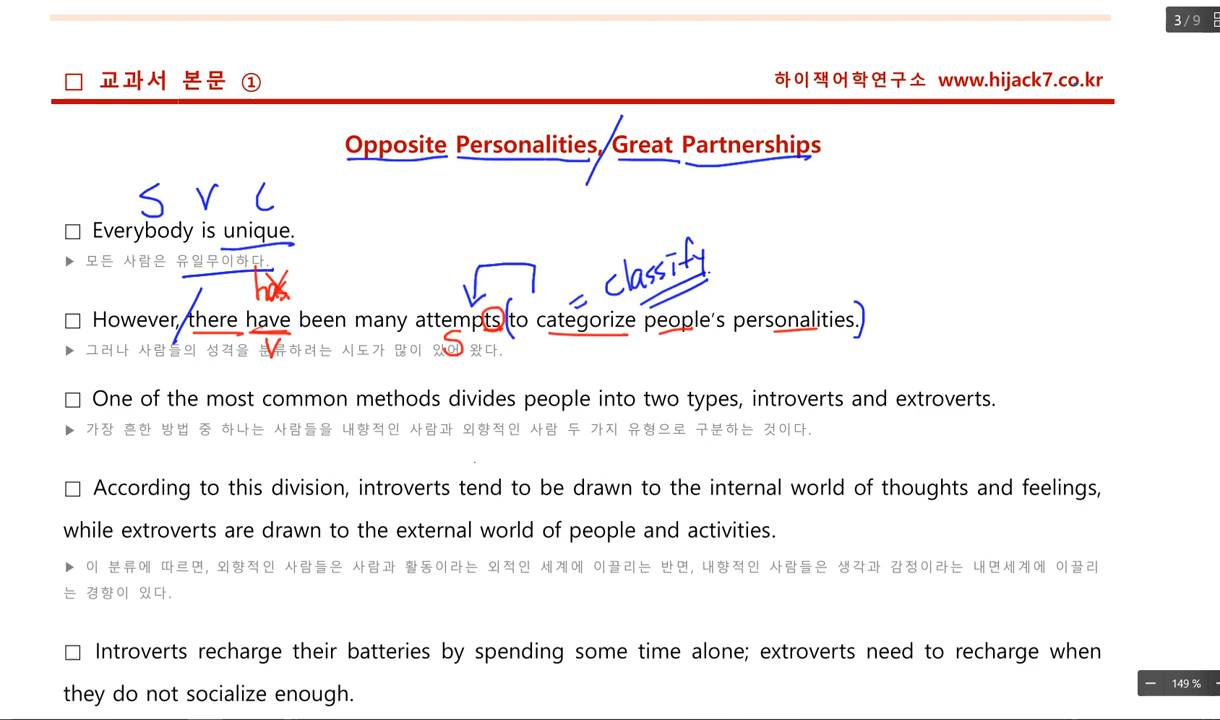 3 / 9
□ 교과서 본문 ① 하이잭어학연구소 www.hijack7.co.kr
Opposite Personalities, Great Partnerships
S V C
□ Everybody is unique.
▶ 모든 사람은 유일무이하다.
has
= classify
□ However, there have been many attempts (to categorize people's personalities.)
V S
▶ 그러나 사람들의 성격을 분류하려는 시도가 많이 있어 왔다.
□ One of the most common methods divides people into two types, introverts and extroverts.
▶ 가장 흔한 방법 중 하나는 사람들을 내향적인 사람과 외향적인 사람 두 가지 유형으로 구분하는 것이다.
□ According to this division, introverts tend to be drawn to the internal world of thoughts and feelings,
while extroverts are drawn to the external world of people and activities.
▶ 이 분류에 따르면, 외향적인 사람들은 사람과 활동이라는 외적인 세계에 이끌리는 반면, 내향적인 사람들은 생각과 감정이라는 내면세계에 이끌리
는 경향이 있다.
□ Introverts recharge their batteries by spending some time alone; extroverts need to recharge when
they do not socialize enough.
149 %